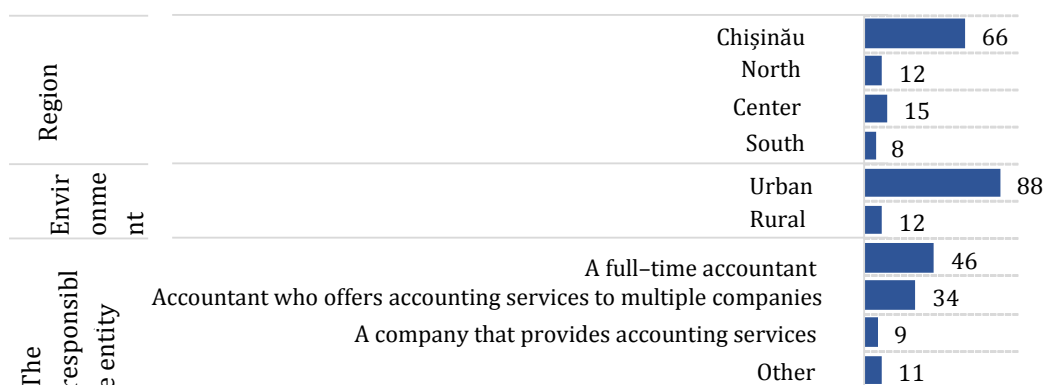 Region
Chişinău 66
North 12
Center 15
South 8
Envir
onme
nt
Urban 88
Rural 12
The
responsibl
e entity
A full–time accountant 46
Accountant who offers accounting services to multiple companies 34
A company that provides accounting services 9
Other 11